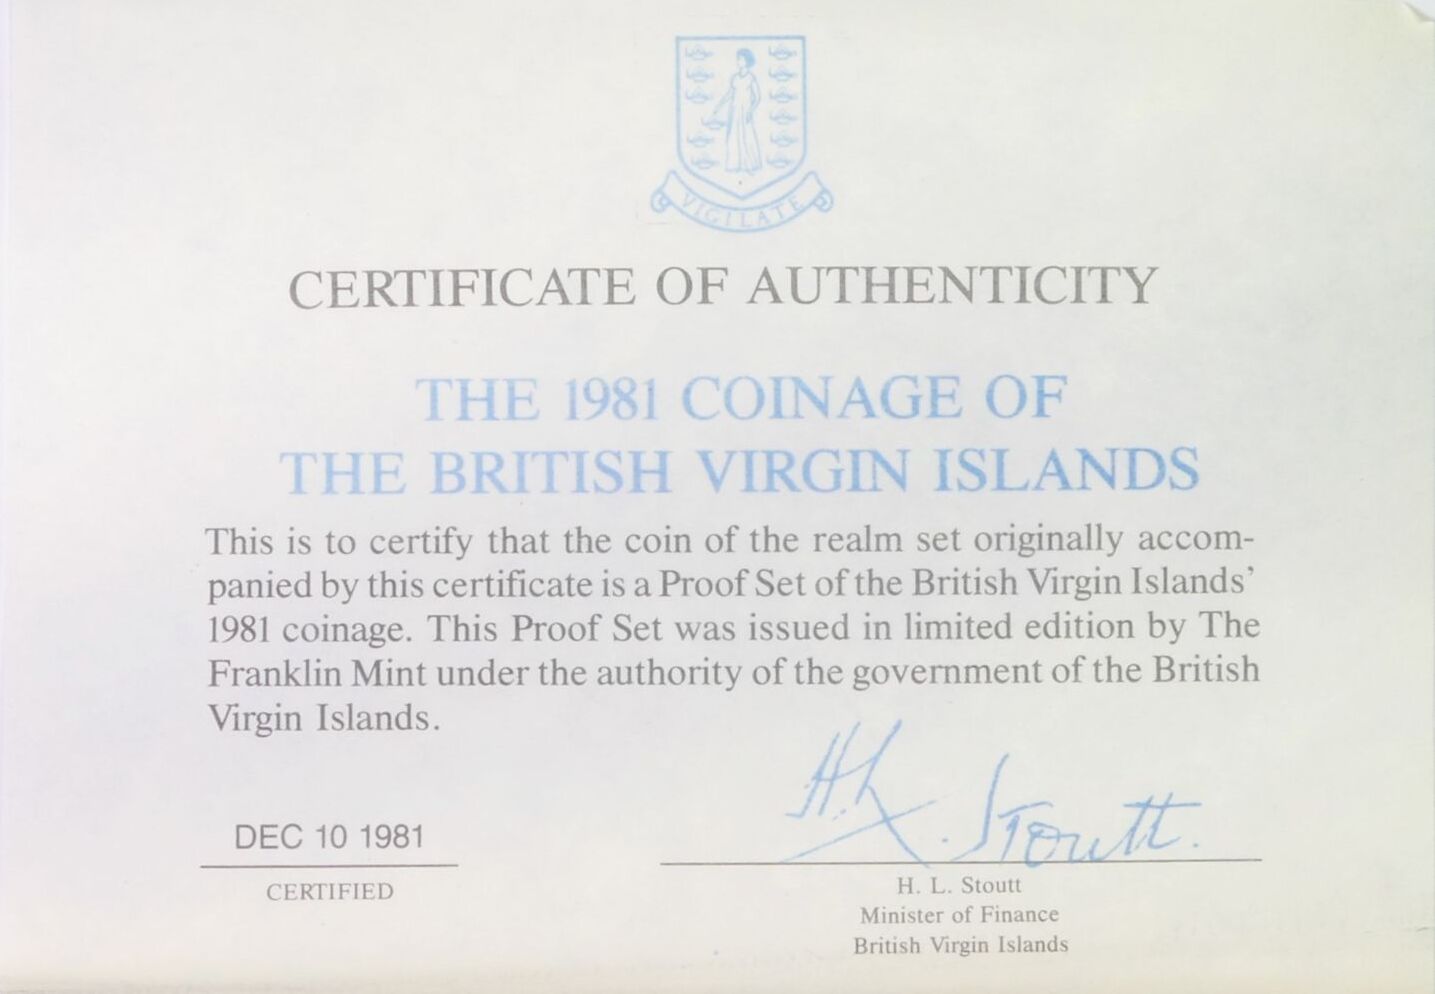 VIGILATE
CERTIFICATE OF AUTHENTICITY
THE 1981 COINAGE OF
THE BRITISH VIRGIN ISLANDS
This is to certify that the coin of the realm set originally accom-
panied by this certificate is a Proof Set of the British Virgin Islands’
1981 coinage. This Proof Set was issued in limited edition by The
Franklin Mint under the authority of the government of the British
Virgin Islands.
H.L. Stoutt.
DEC 10 1981
CERTIFIED
H. L. Stoutt
Minister of Finance
British Virgin Islands